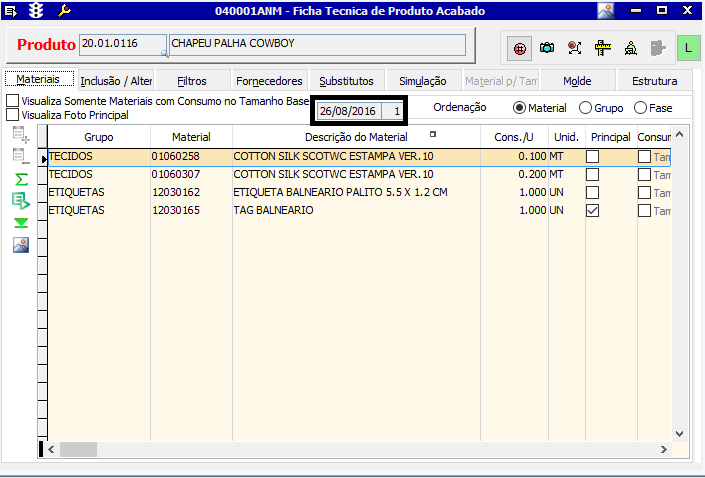 040001ANM - Ficha Tecnica de Produto Acabado
Produto 20.01.0116 CHAPEU PALHA COWBOY
L
Materiais Inclusão / Alter Filtros Fornecedores Substitutos Simulação Material p/ Tam Molde Estrutura
Visualiza Somente Materiais com Consumo no Tamanho Base
Visualiza Foto Principal
26/08/2016 1
Ordenação Material Grupo Fase
Grupo Material Descrição do Material Cons./U Unid. Principal Consur
TECIDOS 01060258 COTTON SILK SCOTWC ESTAMPA VER.10 0.100 MT Tam
TECIDOS 01060307 COTTON SILK SCOTWC ESTAMPA VER.10 0.200 MT Tam
ETIQUETAS 12030162 ETIQUETA BALNEARIO PALITO 5.5 X 1.2 CM 1.000 UN Tam
ETIQUETAS 12030165 TAG BALNEARIO 1.000 UN Tam